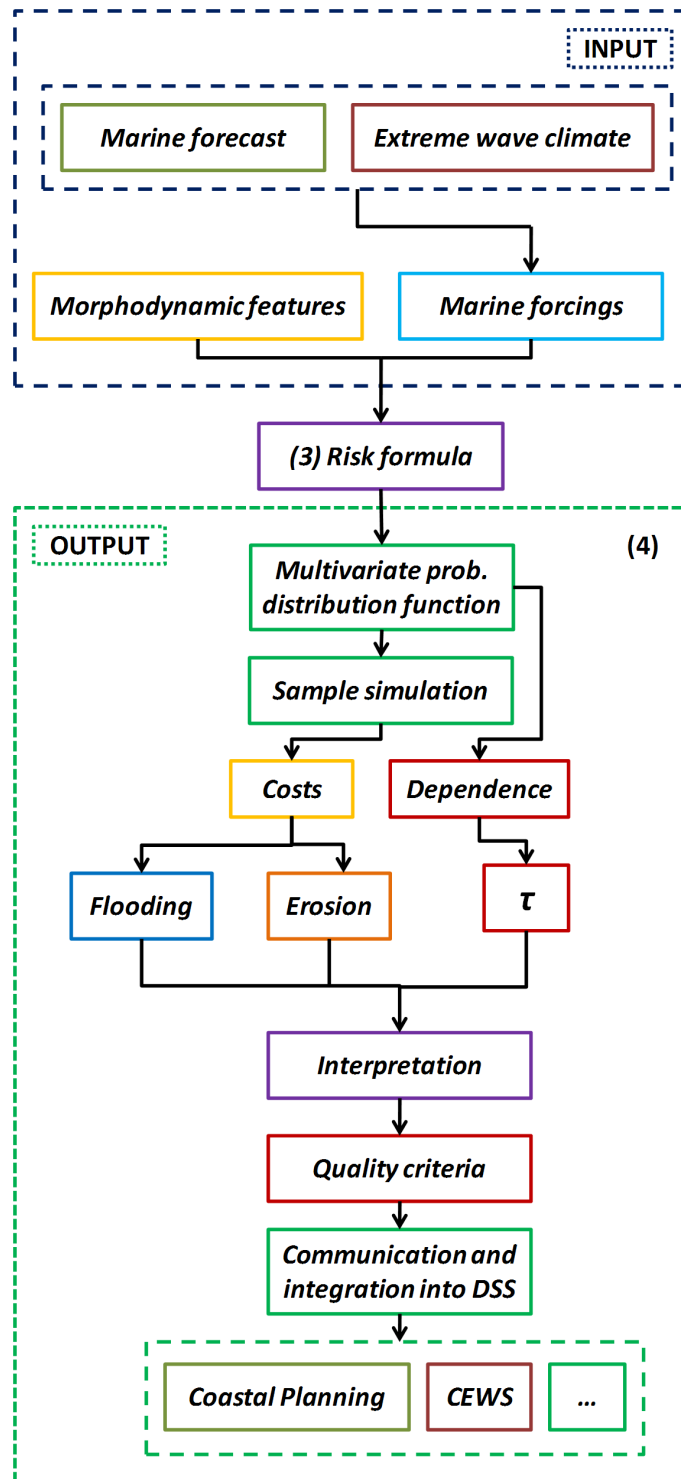 INPUT
Marine forecast
Extreme wave climate
Morphodynamic features
Marine forcings
(3) Risk formula
OUTPUT
(4)
Multivariate prob.
distribution function
Sample simulation
Costs
Dependence
Flooding
Erosion
τ
Interpretation
Quality criteria
Communication and
integration into DSS
Coastal Planning
CEWS
...